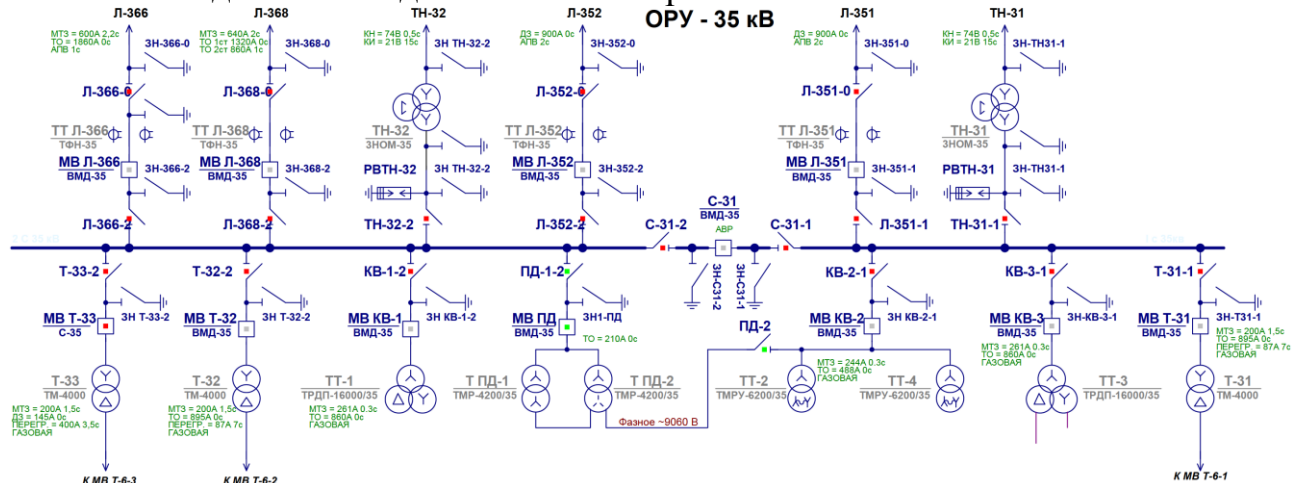 ОРУ - 35 кВ
Л-366
Л-368
ТН-32
Л-352
Л-351
ТН-31
МТЗ = 600А 2,2с
ТО = 1860А 0с
АПВ 1с
ЗН-366-0
МТЗ = 640А 2с
ТО 1ст 1320А 0с
ТО 2ст 860А 1с
ЗН-368-0
КН = 74В 0,5с
КИ = 21В 15с
ЗН ТН-32-2
ДЗ = 900А 0с
АПВ 2с
ЗН-352-0
ДЗ = 900А 0с
АПВ 2с
ЗН-351-0
КН = 74В 0,5с
КИ = 21В 15с
ЗН-ТН31-1
Л-366-0
Л-368-0
Л-352-0
Л-351-0
ТТ Л-366
ТФН-35
ТТ Л-368
ТФН-35
ТН-32
ЗНОМ-35
ТТ Л-352
ТФН-35
ТТ Л-351
ТФН-35
ТН-31
ЗНОМ-35
МВ Л-366
ВМД-35
ЗН-366-2
МВ Л-368
ВМД-35
ЗН-368-2
РВТН-32
ЗН ТН-32-2
МВ Л-352
ВМД-35
ЗН-352-2
МВ Л-351
ВМД-35
ЗН-351-1
РВТН-31
ЗН-ТН31-1
Л-366-2
Л-368-2
ТН-32-2
Л-352-2
С-31-2
С-31
ВМД-35
АВР
С-31-1
Л-351-1
ТН-31-1
Т-33-2
Т-32-2
КВ-1-2
ПД-1-2
ЗН-С31-2
ЗН-С31-1
КВ-2-1
КВ-3-1
Т-31-1
МВ Т-33
С-35
ЗН Т-33-2
МВ Т-32
ВМД-35
ЗН Т-32-2
МВ КВ-1
ВМД-35
ЗН КВ-1-2
МВ ПД
ВМД-35
ЗН1-ПД
ТО = 210А 0с
ПД-2
МВ КВ-2
ВМД-35
ЗН КВ-2-1
МВ КВ-3
ВМД-35
ЗН-КВ-3-1
МВ Т-31
ВМД-35
ЗН-Т31-1
МТЗ = 200А 1,5с
ТО = 895А 0с
ПЕРЕГР. = 87А 7с
ГАЗОВАЯ
МТЗ = 244А 0.3с
ТО = 488А 0с
ГАЗОВАЯ
МТЗ = 261А 0.3с
ТО = 860А 0с
ГАЗОВАЯ
Т-33
ТМ-4000
Т-32
ТМ-4000
ТТ-1
ТРДП-16000/35
Т ПД-1
ТМР-4200/35
Т ПД-2
ТМР-4200/35
ТТ-2
ТМРУ-6200/35
ТТ-4
ТМРУ-6200/35
ТТ-3
ТРДП-16000/35
Т-31
ТМ-4000
МТЗ = 200А 1,5с
ДЗ = 145А 0с
ПЕРЕГР. = 400А 3,5с
ГАЗОВАЯ
МТЗ = 200А 1,5с
ТО = 895А 0с
ПЕРЕГР. = 87А 7с
ГАЗОВАЯ
МТЗ = 261А 0.3с
ТО = 860А 0с
ГАЗОВАЯ
Фазное ~9060 В
К МВ Т-6-3
К МВ Т-6-2
К МВ Т-6-1